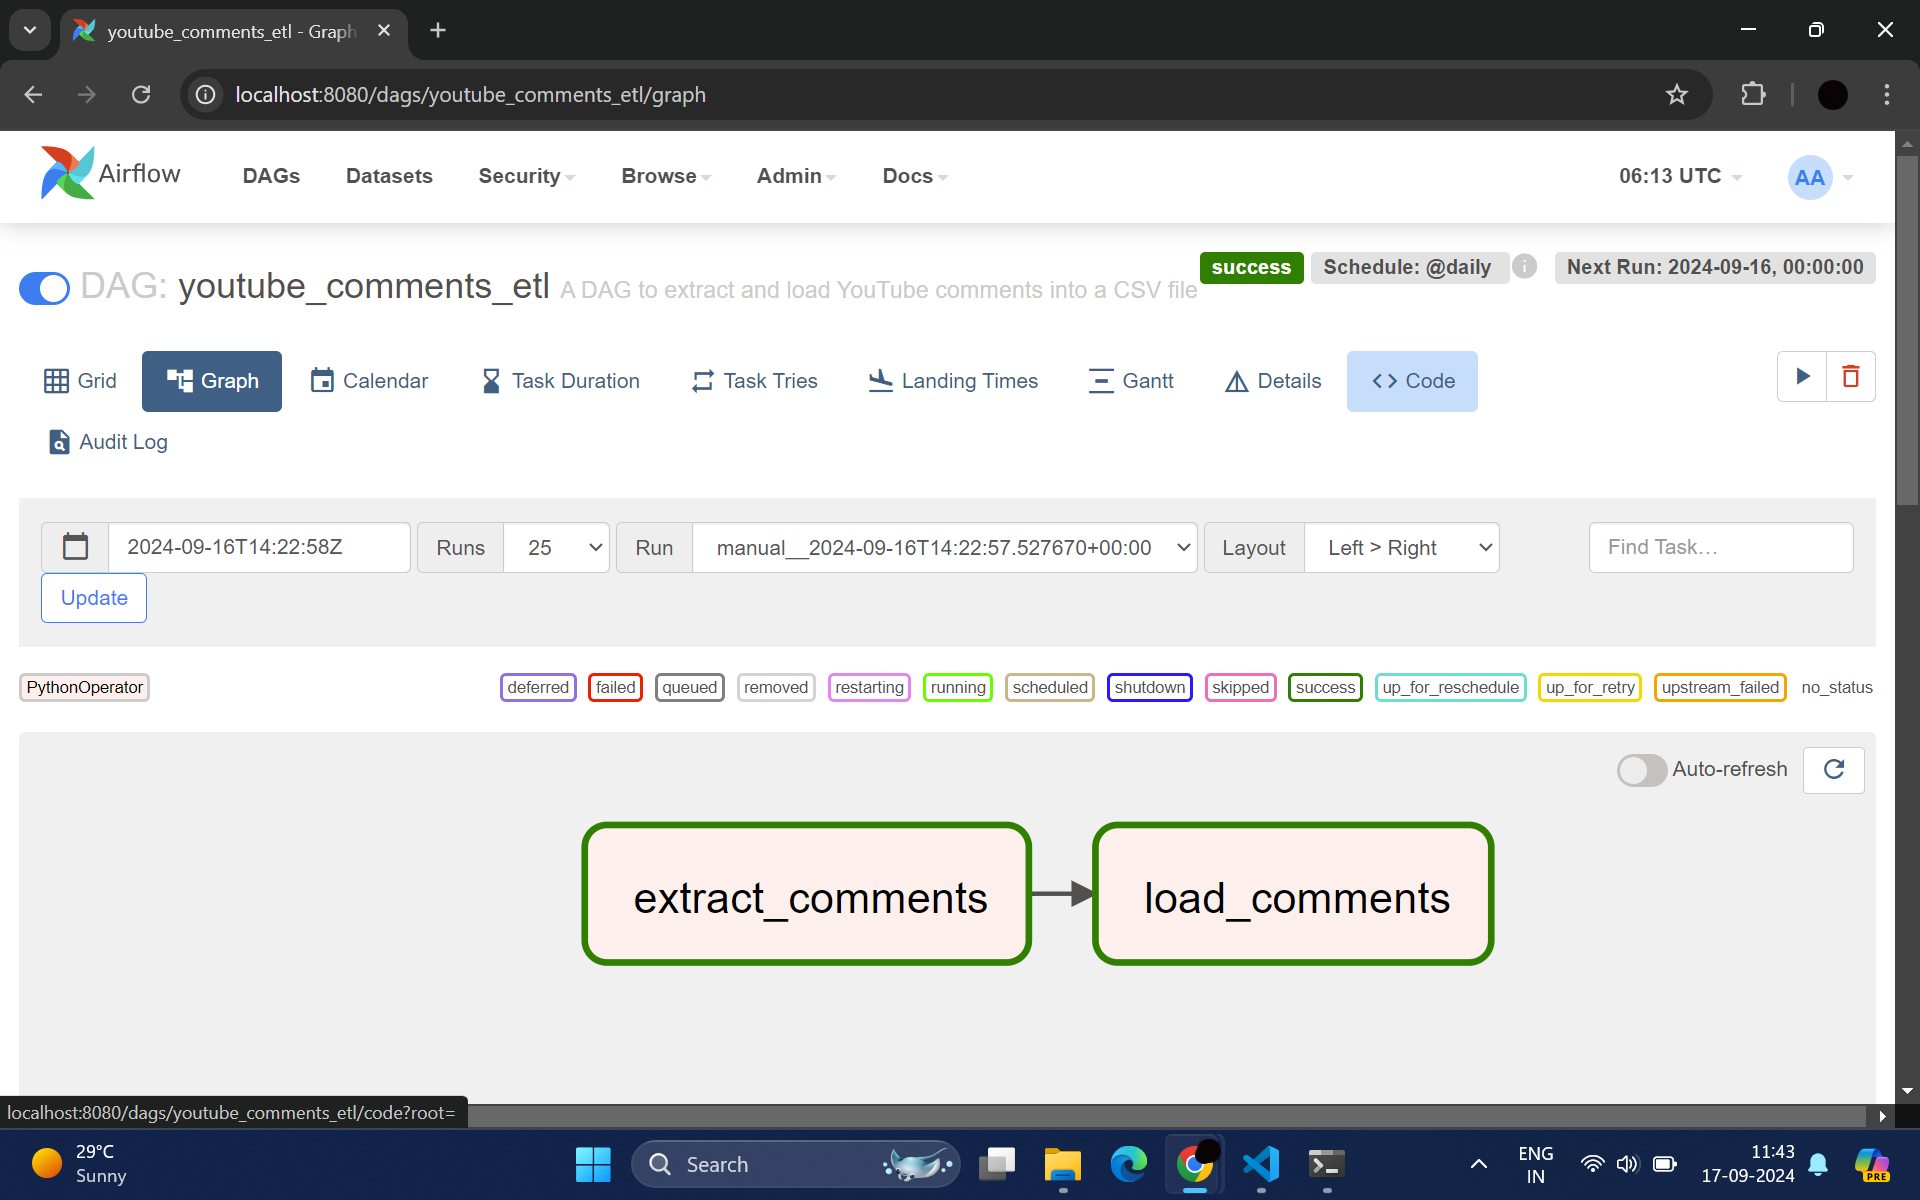 youtube_comments_etl - Graph
localhost:8080/dags/youtube_comments_etl/graph
Airflow DAGs Datasets Security Browse Admin Docs 06:13 UTC AA
DAG: youtube_comments_etl A DAG to extract and load YouTube comments into a CSV file success Schedule: @daily i Next Run: 2024-09-16, 00:00:00
Grid Graph Calendar Task Duration Task Tries Landing Times Gantt Details <> Code
Audit Log
2024-09-16T14:22:58Z Runs 25 Run manual__2024-09-16T14:22:57.527670+00:00 Layout Left > Right Find Task…
Update
PythonOperator deferred failed queued removed restarting running scheduled shutdown skipped success up_for_reschedule up_for_retry upstream_failed no_status
Auto-refresh
extract_comments load_comments
localhost:8080/dags/youtube_comments_etl/code?root=
29°C
Sunny
Search
ENG
IN
11:43
17-09-2024
PRE